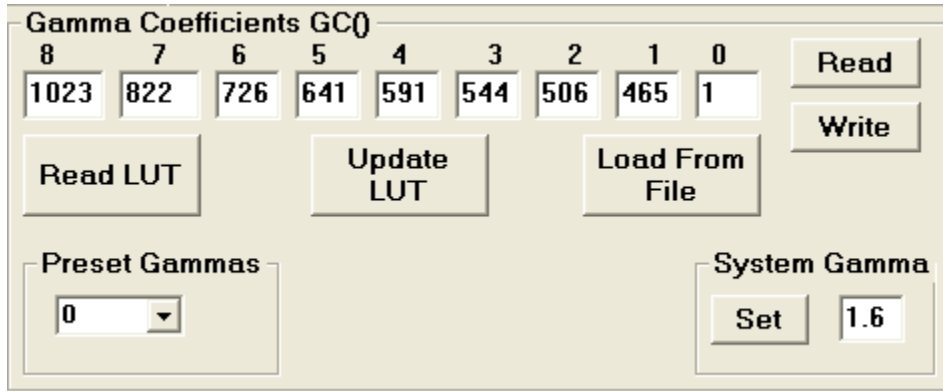 Gamma Coefficients GC()
8 7 6 5 4 3 2 1 0
1023 822 726 641 591 544 506 465 1
Read
Write
Read LUT
Update
LUT
Load From
File
Preset Gammas
0
System Gamma
Set 1.6